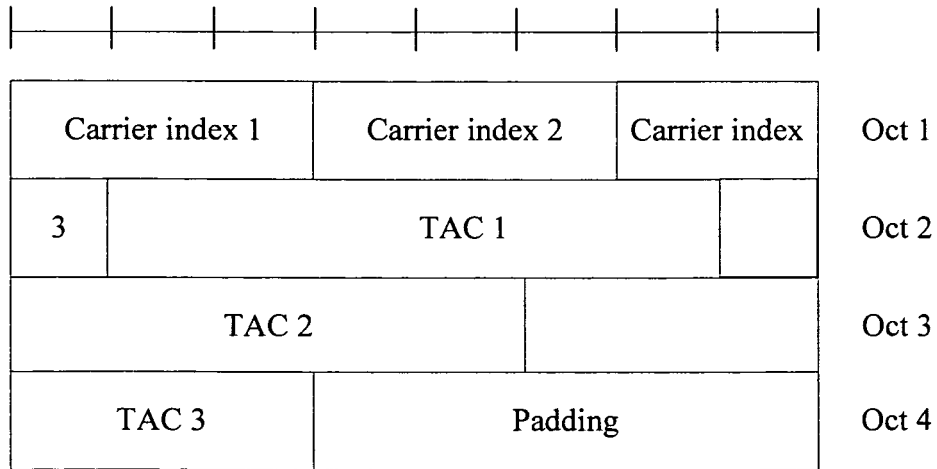 Carrier index 1 Carrier index 2 Carrier index Oct 1
3 TAC 1 Oct 2
TAC 2 Oct 3
TAC 3 Padding Oct 4